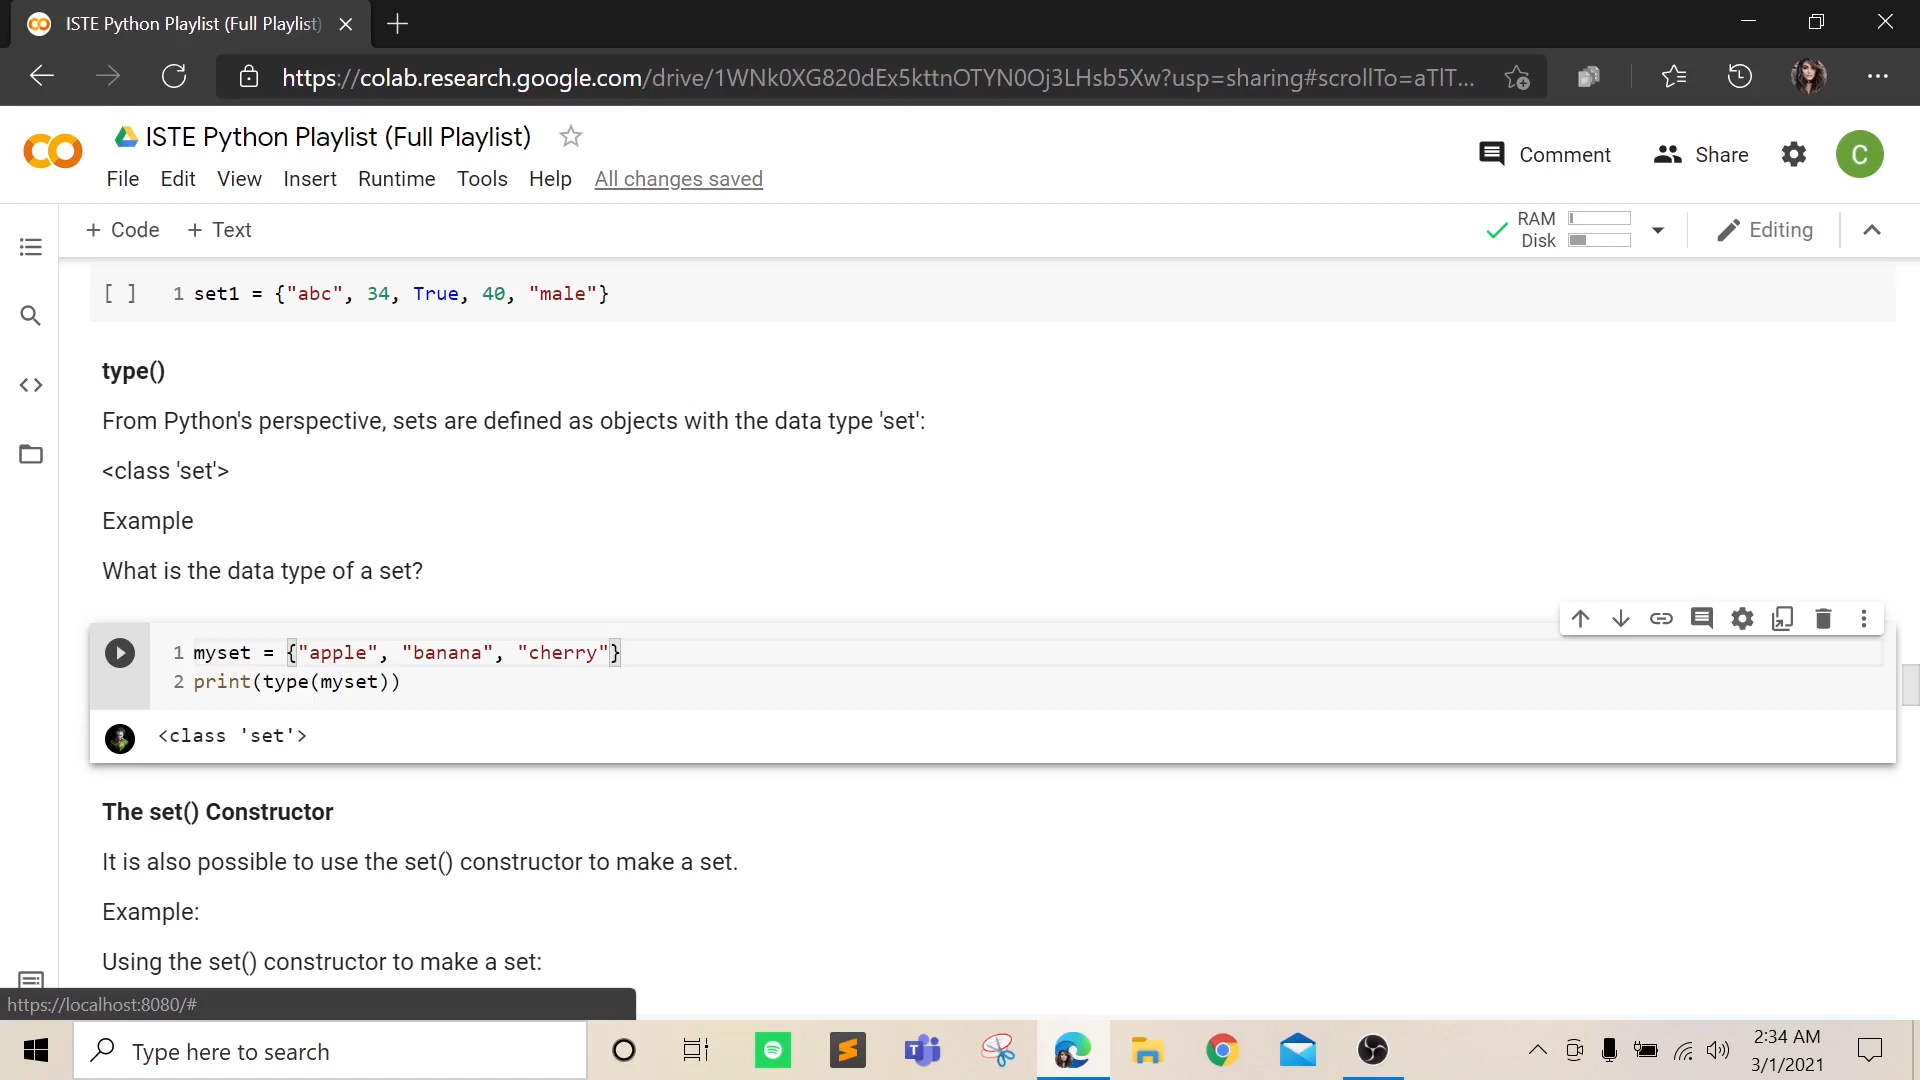 ISTE Python Playlist (Full Playlist)
https://colab.research.google.com/drive/1WNk0XG820dEx5kttnOTYN0Oj3LHsb5Xw?usp=sharing#scrollTo=aTlT...
ISTE Python Playlist (Full Playlist)
Comment
Share
C
File Edit View Insert Runtime Tools Help All changes saved
+ Code + Text
RAM
Disk
Editing
[ ] 1 set1 = {"abc", 34, True, 40, "male"}
type()
From Python's perspective, sets are defined as objects with the data type 'set':
<class 'set'>
Example
What is the data type of a set?
1 myset = {"apple", "banana", "cherry"}
2 print(type(myset))
<class 'set'>
The set() Constructor
It is also possible to use the set() constructor to make a set.
Example:
Using the set() constructor to make a set:
https://localhost:8080/#
Type here to search
2:34 AM
3/1/2021